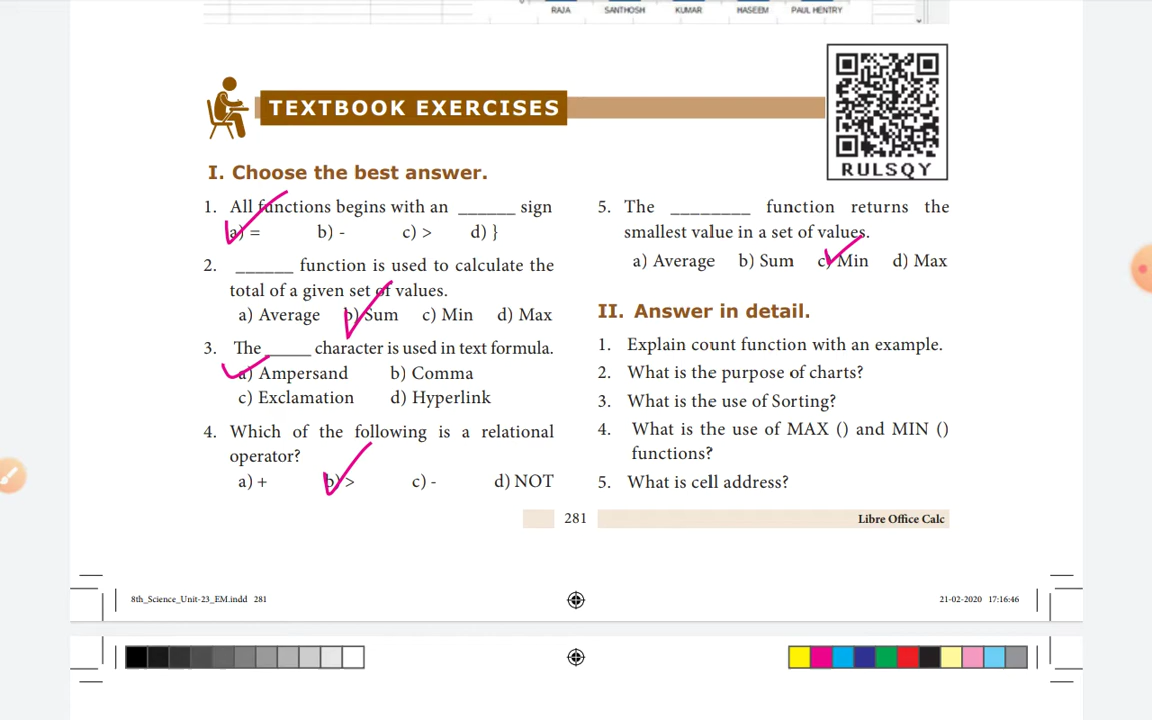 RAJA SANTHOSH KUMAR HASEEM PAUL HENTRY
TEXTBOOK EXERCISES
RULSQY
I. Choose the best answer.
1. All functions begins with an ______ sign
a) = b) - c) > d) }
2. ______ function is used to calculate the
total of a given set of values.
a) Average b) Sum c) Min d) Max
3. The _____ character is used in text formula.
a) Ampersand b) Comma
c) Exclamation d) Hyperlink
4. Which of the following is a relational
operator?
a) + b) > c) - d) NOT
5. The ________ function returns the
smallest value in a set of values.
a) Average b) Sum c) Min d) Max
II. Answer in detail.
1. Explain count function with an example.
2. What is the purpose of charts?
3. What is the use of Sorting?
4. What is the use of MAX () and MIN ()
functions?
5. What is cell address?
281 Libre Office Calc
8th_Science_Unit-23_EM.indd 281 21-02-2020 17:16:46